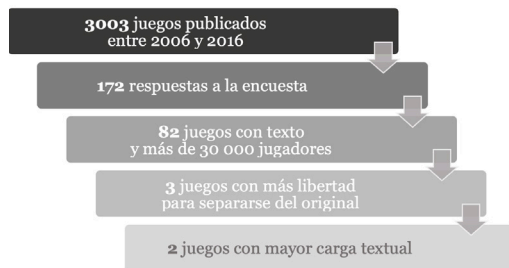 3003 juegos publicados
entre 2006 y 2016
172 respuestas a la encuesta
82 juegos con texto
y más de 30 000 jugadores
3 juegos con más libertad
para separarse del original
2 juegos con mayor carga textual